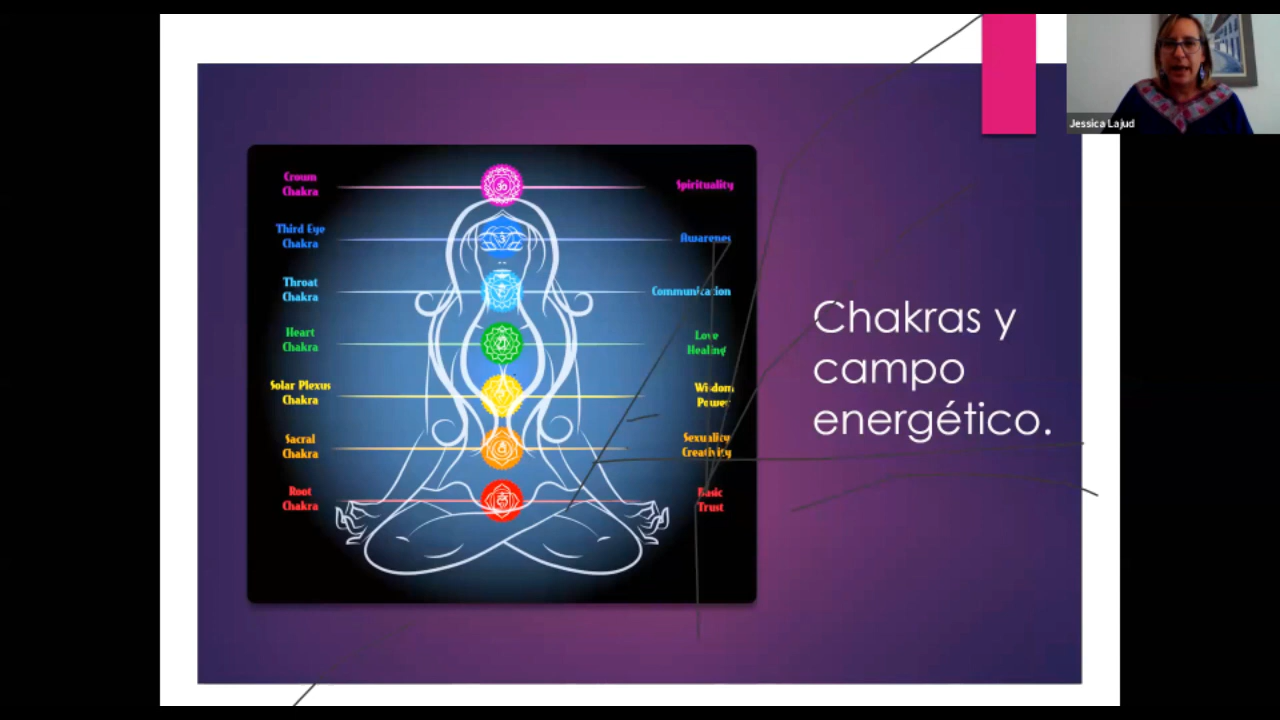 Jessica Lajud
Crown
Chakra
Spirituality
Third Eye
Chakra
Awarenes
Throat
Chakra
Communication
Heart
Chakra
Love
Healing
Solar Plexus
Chakra
Wisdom
Power
Sacral
Chakra
Sexuality
Creativity
Root
Chakra
Basic
Trust
Chakras y
campo
energético.